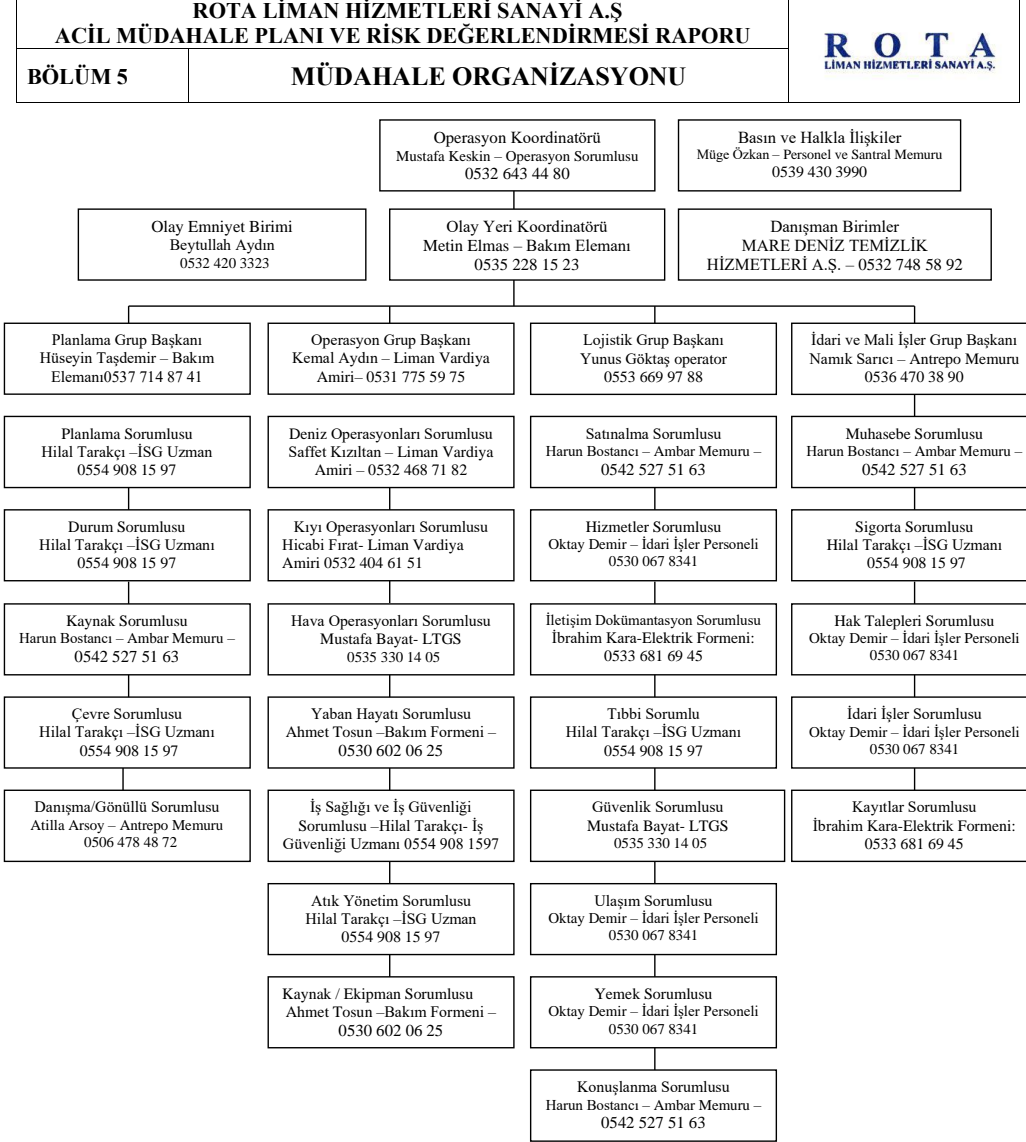 ROTA LİMAN HİZMETLERİ SANAYİ A.Ş
ACİL MÜDAHALE PLANI VE RİSK DEĞERLENDİRMESİ RAPORU
BÖLÜM 5
MÜDAHALE ORGANİZASYONU
ROTA
LİMAN HİZMETLERİ SANAYİ A.Ş.
Operasyon Koordinatörü
Mustafa Keskin – Operasyon Sorumlusu
0532 643 44 80
Basın ve Halkla İlişkiler
Müge Özkan – Personel ve Santral Memuru
0539 430 3990
Olay Emniyet Birimi
Beytullah Aydın
0532 420 3323
Olay Yeri Koordinatörü
Metin Elmas – Bakım Elemanı
0535 228 15 23
Danışman Birimler
MARE DENİZ TEMİZLİK
HİZMETLERİ A.Ş. – 0532 748 58 92
Planlama Grup Başkanı
Hüseyin Taşdemir – Bakım
Elemanı0537 714 87 41
Planlama Sorumlusu
Hilal Tarakçı –İSG Uzman
0554 908 15 97
Durum Sorumlusu
Hilal Tarakçı –İSG Uzmanı
0554 908 15 97
Kaynak Sorumlusu
Harun Bostancı – Ambar Memuru –
0542 527 51 63
Çevre Sorumlusu
Hilal Tarakçı –İSG Uzmanı
0554 908 15 97
Danışma/Gönüllü Sorumlusu
Atilla Arsoy – Antrepo Memuru
0506 478 48 72
Operasyon Grup Başkanı
Kemal Aydın – Liman Vardiya
Amiri– 0531 775 59 75
Deniz Operasyonları Sorumlusu
Saffet Kızıltan – Liman Vardiya
Amiri – 0532 468 71 82
Kıyı Operasyonları Sorumlusu
Hicabi Fırat- Liman Vardiya
Amiri 0532 404 61 51
Hava Operasyonları Sorumlusu
Mustafa Bayat- LTGS
0535 330 14 05
Yaban Hayatı Sorumlusu
Ahmet Tosun –Bakım Formeni –
0530 602 06 25
İş Sağlığı ve İş Güvenliği
Sorumlusu –Hilal Tarakçı- İş
Güvenliği Uzmanı 0554 908 1597
Atık Yönetim Sorumlusu
Hilal Tarakçı –İSG Uzman
0554 908 15 97
Kaynak / Ekipman Sorumlusu
Ahmet Tosun –Bakım Formeni –
0530 602 06 25
Lojistik Grup Başkanı
Yunus Göktaş operator
0553 669 97 88
Satınalma Sorumlusu
Harun Bostancı – Ambar Memuru –
0542 527 51 63
Hizmetler Sorumlusu
Oktay Demir – İdari İşler Personeli
0530 067 8341
İletişim Dokümantasyon Sorumlusu
İbrahim Kara-Elektrik Formeni:
0533 681 69 45
Tıbbi Sorumlu
Hilal Tarakçı –İSG Uzmanı
0554 908 15 97
Güvenlik Sorumlusu
Mustafa Bayat- LTGS
0535 330 14 05
Ulaşım Sorumlusu
Oktay Demir – İdari İşler Personeli
0530 067 8341
Yemek Sorumlusu
Oktay Demir – İdari İşler Personeli
0530 067 8341
Konuşlanma Sorumlusu
Harun Bostancı – Ambar Memuru –
0542 527 51 63
İdari ve Mali İşler Grup Başkanı
Namık Sarıcı – Antrepo Memuru
0536 470 38 90
Muhasebe Sorumlusu
Harun Bostancı – Ambar Memuru –
0542 527 51 63
Sigorta Sorumlusu
Hilal Tarakçı –İSG Uzmanı
0554 908 15 97
Hak Talepleri Sorumlusu
Oktay Demir – İdari İşler Personeli
0530 067 8341
İdari İşler Sorumlusu
Oktay Demir – İdari İşler Personeli
0530 067 8341
Kayıtlar Sorumlusu
İbrahim Kara-Elektrik Formeni:
0533 681 69 45